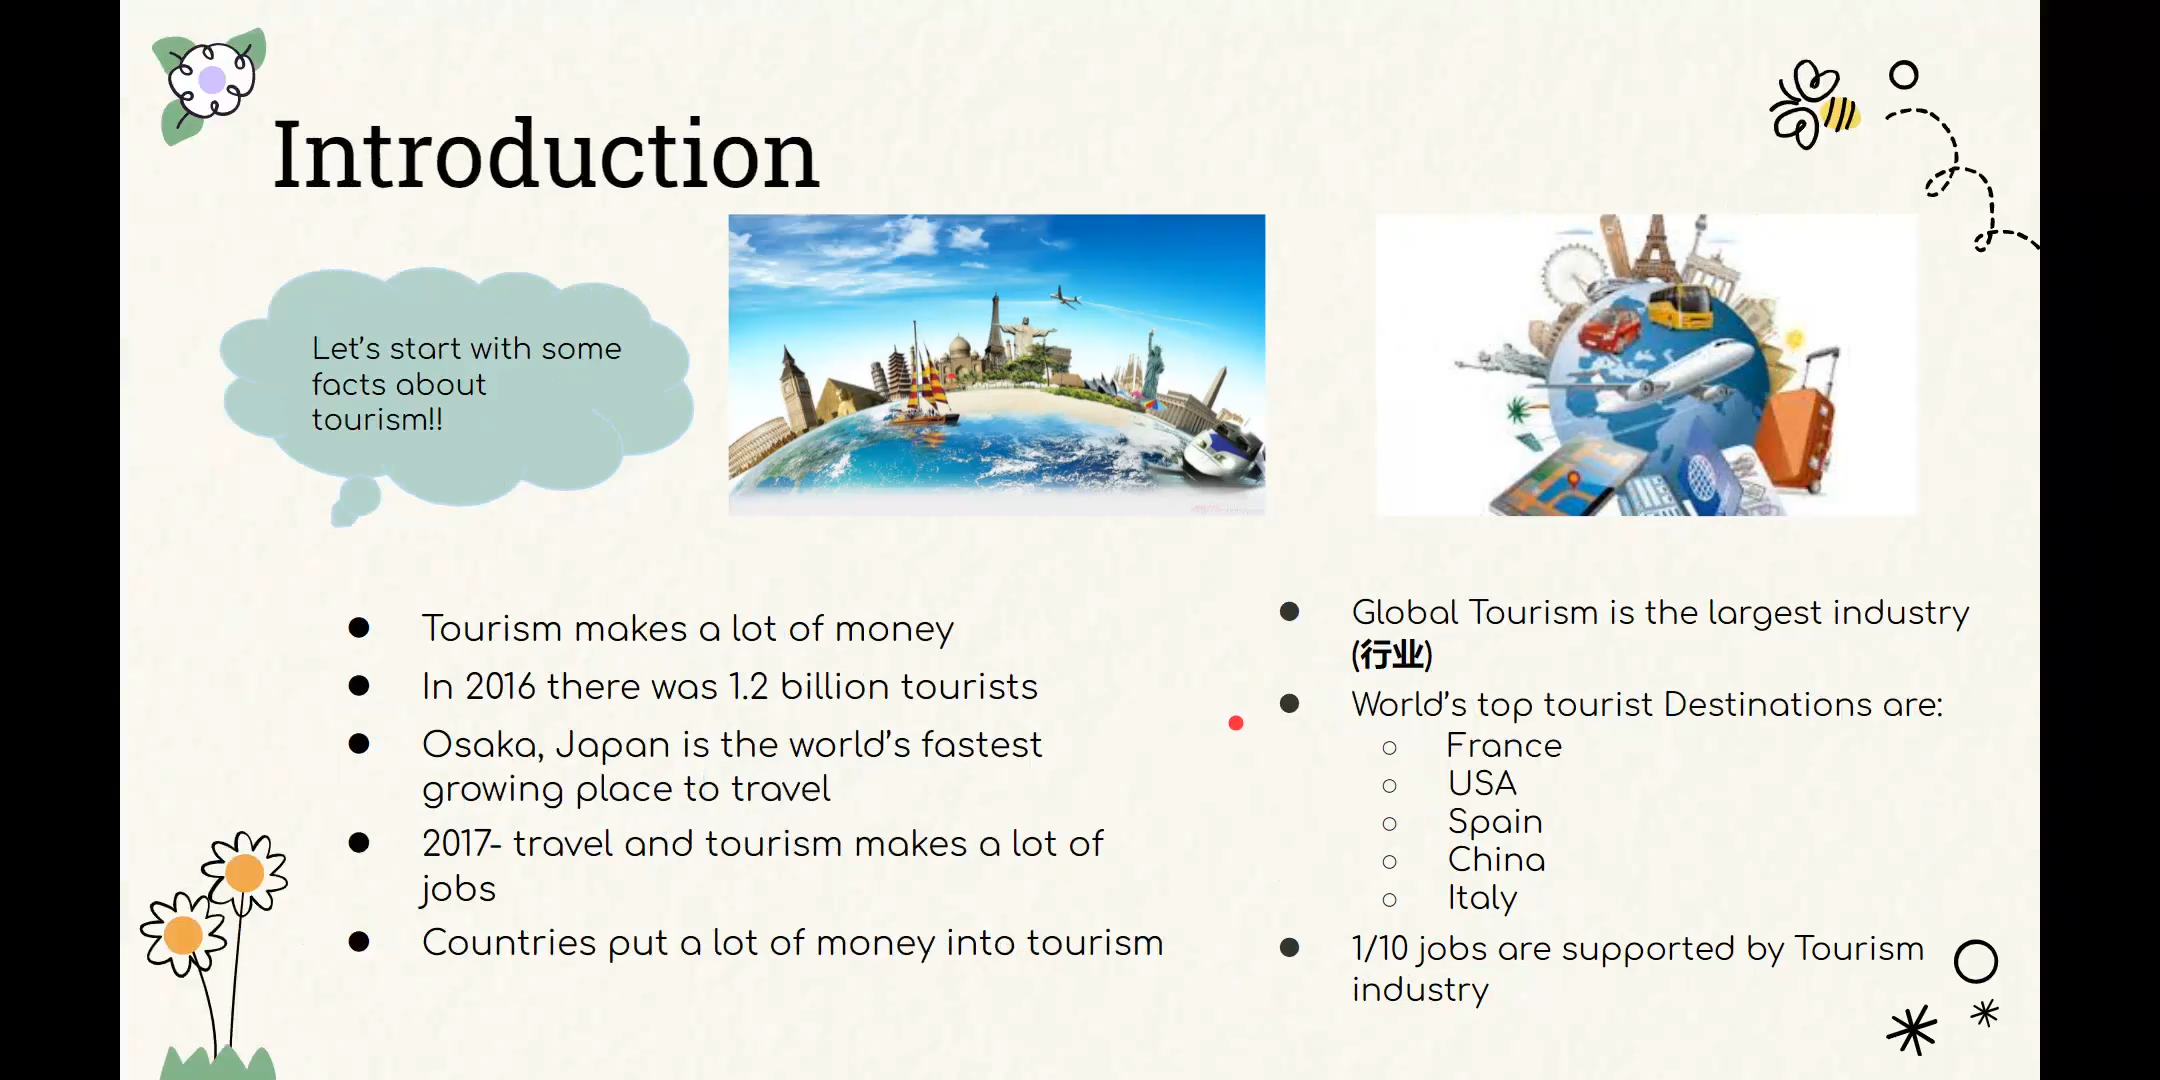 Introduction
Let's start with some
facts about
tourism!!
● Tourism makes a lot of money
● In 2016 there was 1.2 billion tourists
● Osaka, Japan is the world's fastest
growing place to travel
● 2017- travel and tourism makes a lot of
jobs
● Countries put a lot of money into tourism
● Global Tourism is the largest industry
(行业)
● World's top tourist Destinations are:
○ France
○ USA
○ Spain
○ China
○ Italy
● 1/10 jobs are supported by Tourism
industry